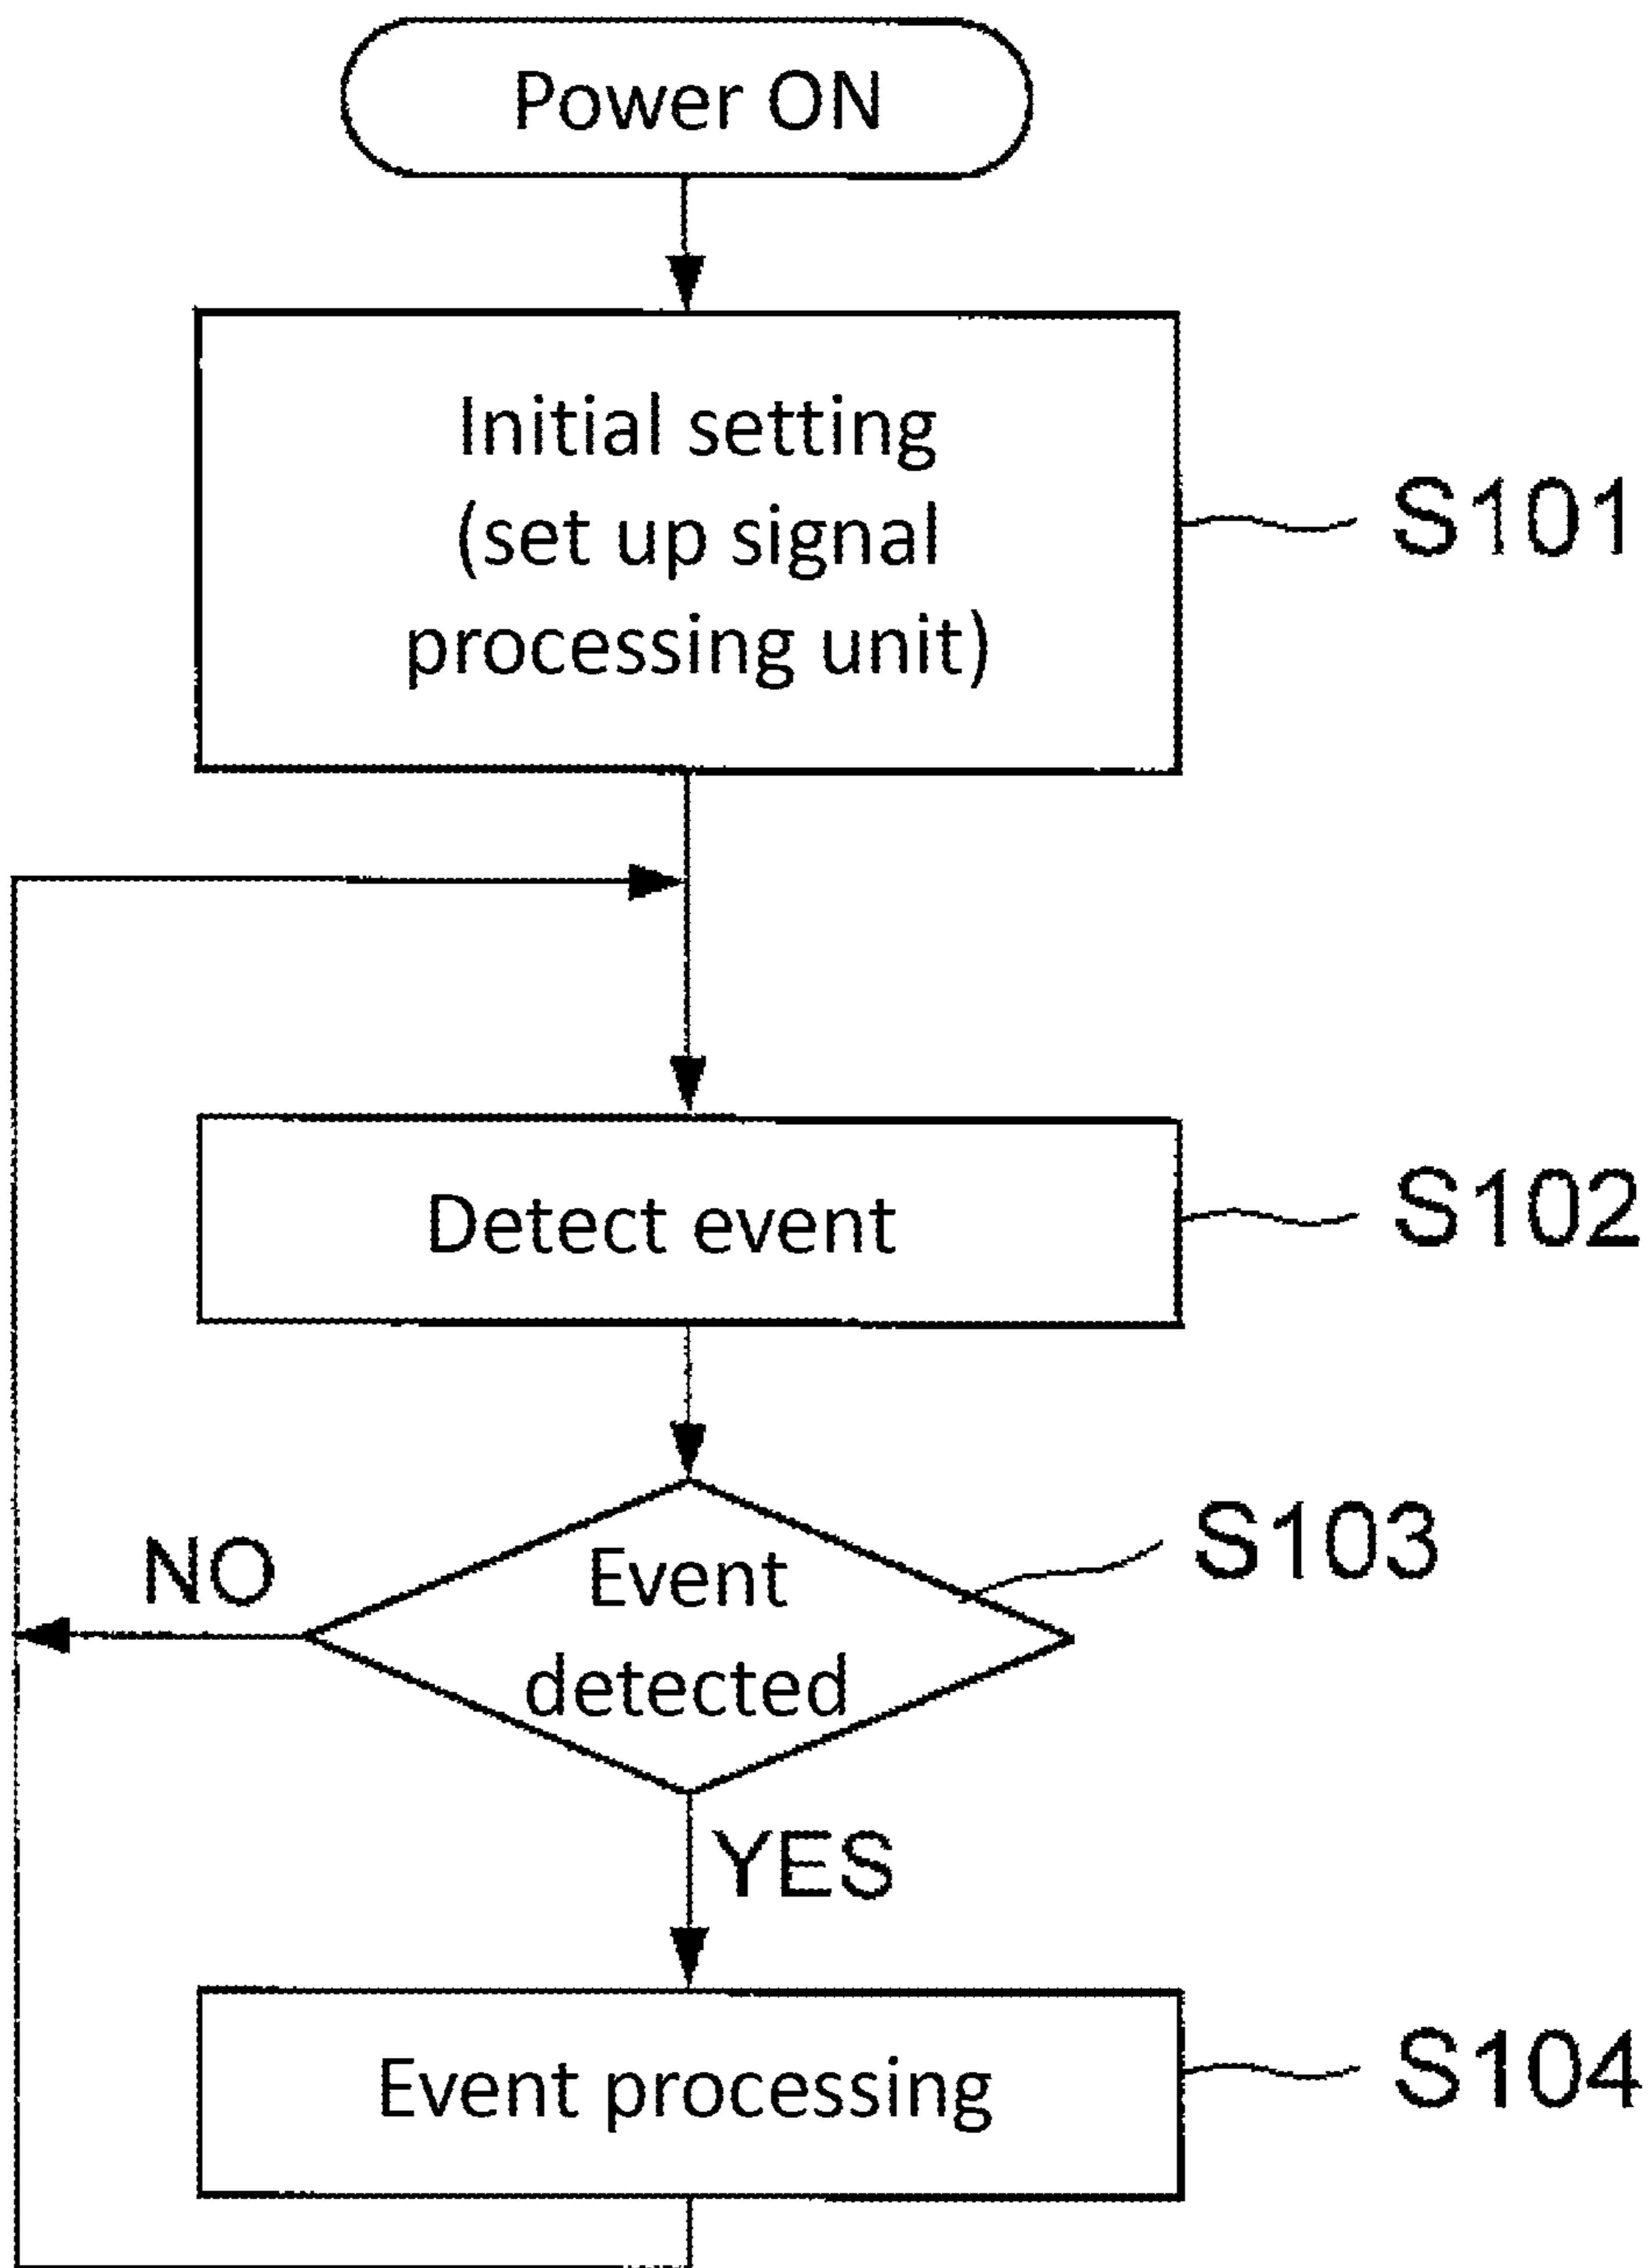 Power ON
Initial setting
(set up signal
processing unit)
S101
Detect event
S102
S103
Event
detected
NO
YES
Event processing
S104